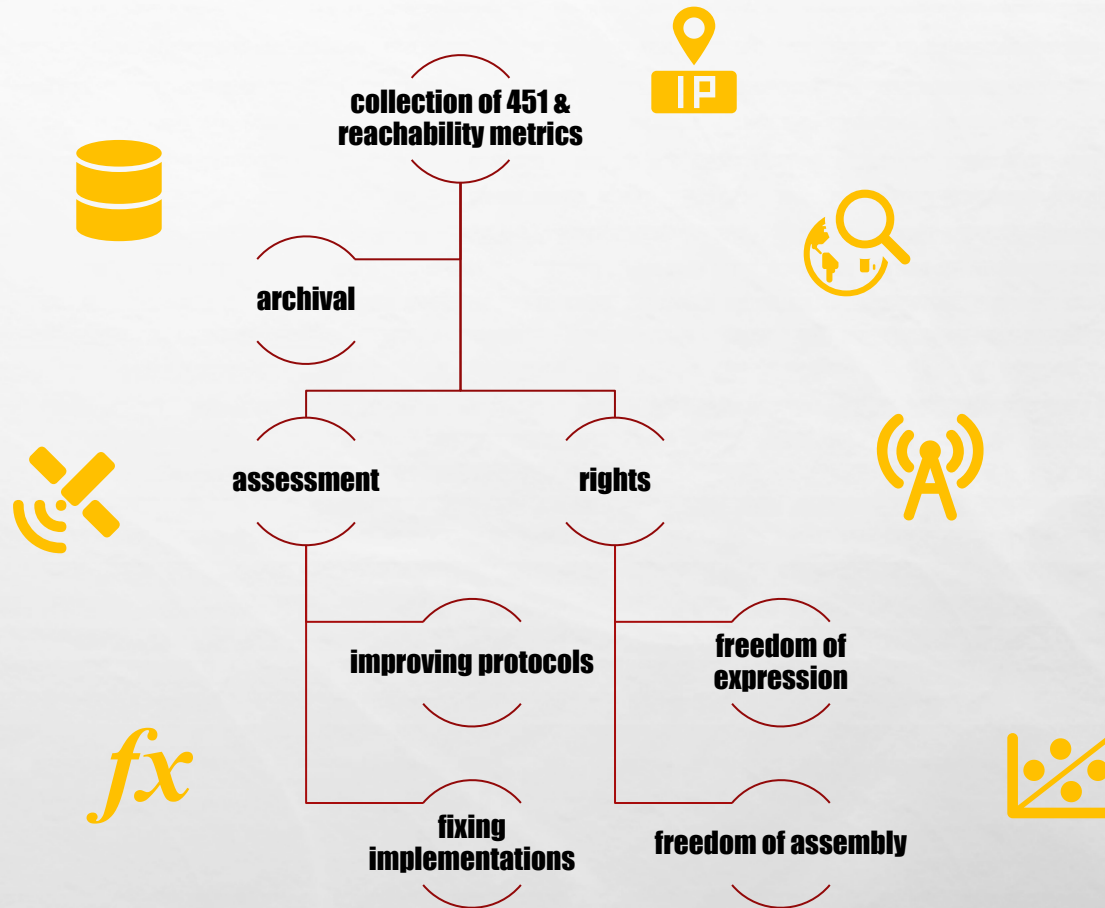 IP
collection of 451 &
reachability metrics
archival
assessment
rights
improving protocols
freedom of
expression
fx
fixing
implementations
freedom of assembly